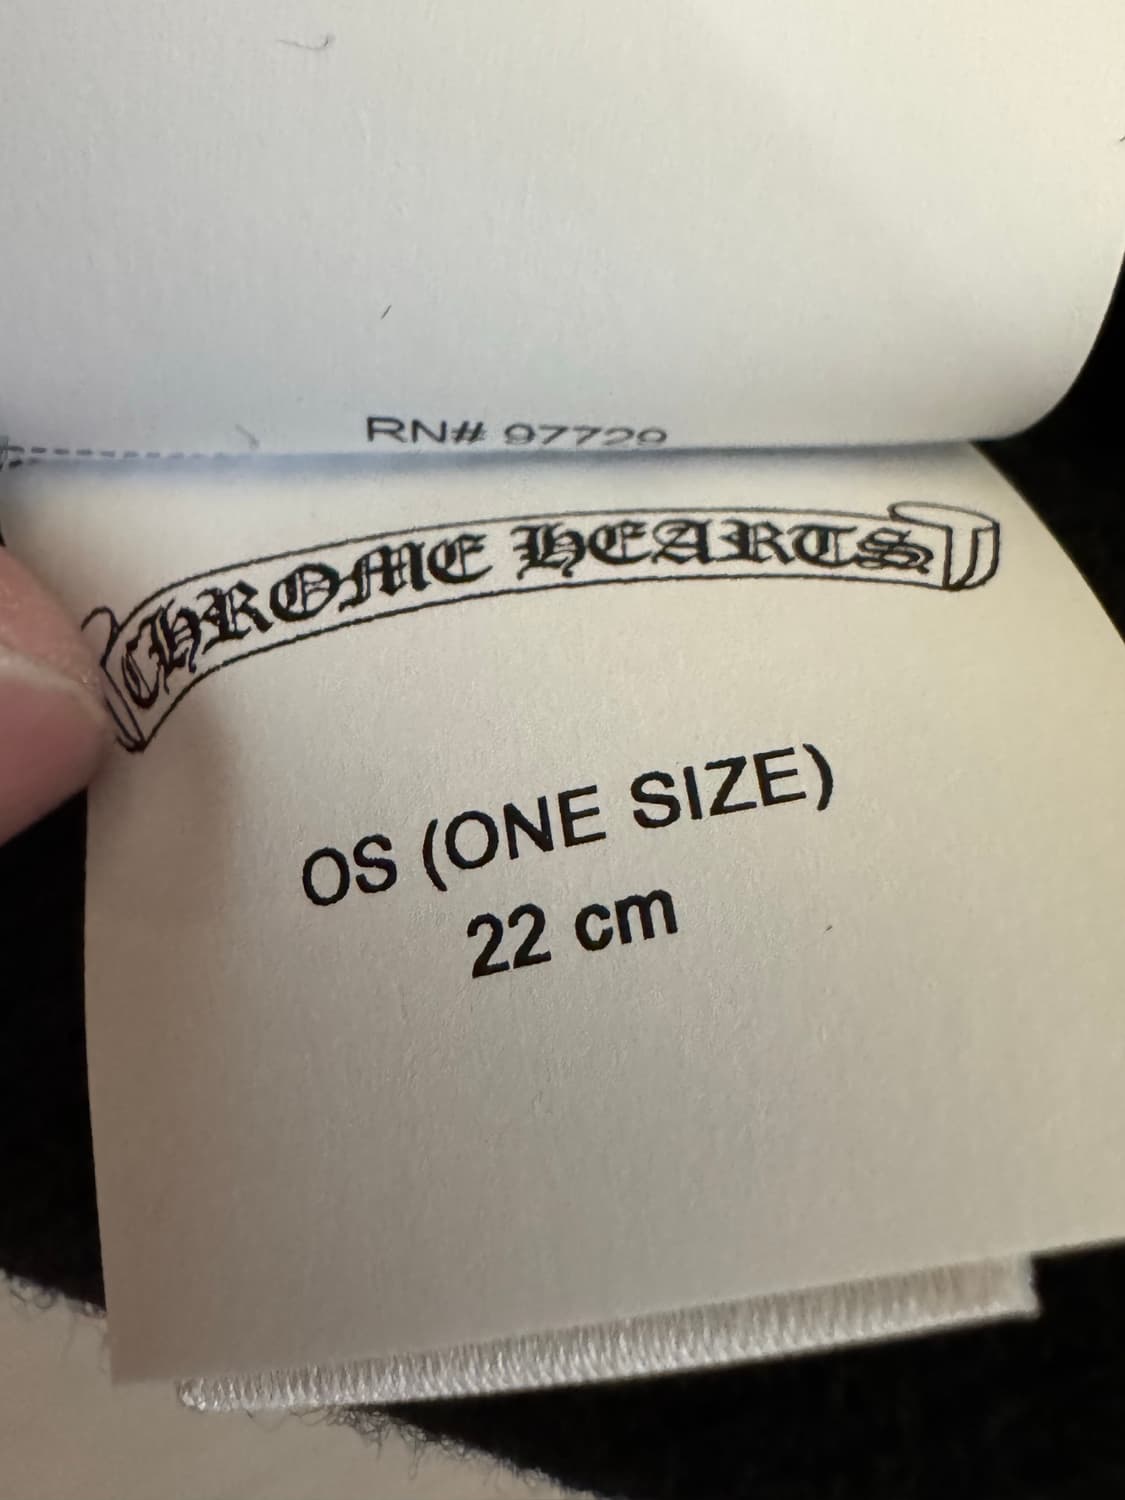 RN# 97729
CHROME HEARTS
OS (ONE SIZE)
22 cm